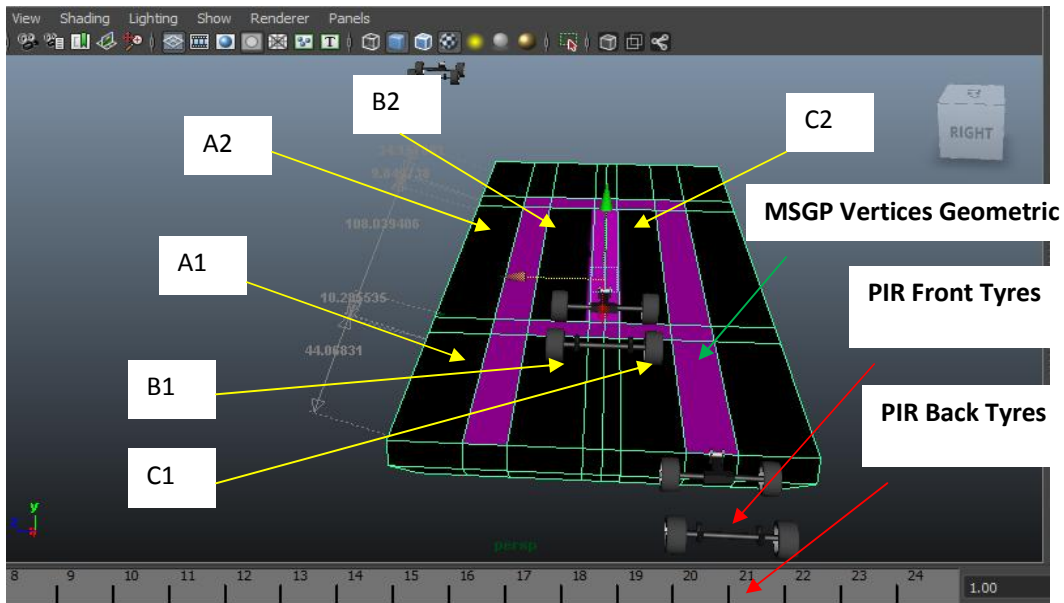 View Shading Lighting Show Renderer Panels
B2
C2
A2
RIGHT
MSGP Vertices Geometric
108.039406
A1
PIR Front Tyres
10.295535
44.06831
B1
PIR Back Tyres
C1
y
persp
8 9 10 11 12 13 14 15 16 17 18 19 20 21 22 23 24
1.00